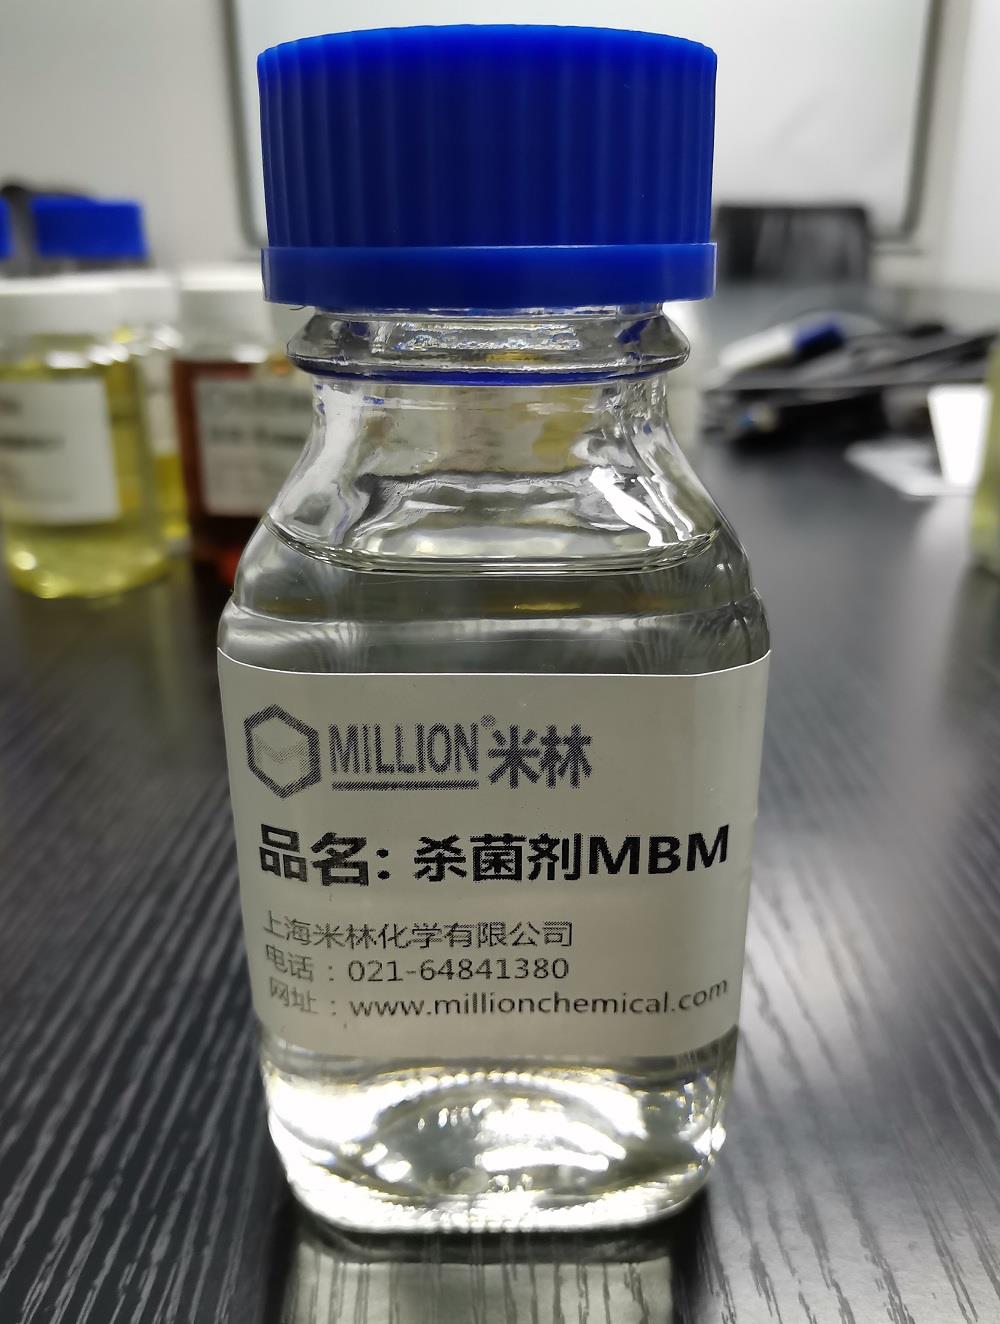 MILLION® 米林
品名: 杀菌剂MBM
上海米林化学有限公司
电话：021-64841380
网址：www.millionchemical.com